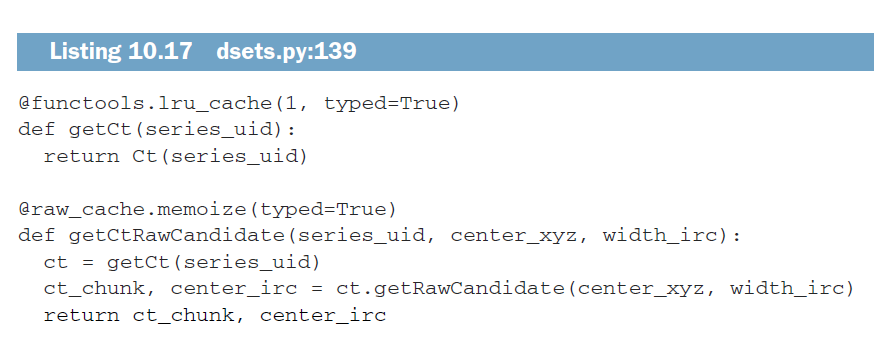 Listing 10.17 dsets.py:139
@functools.lru_cache(1, typed=True)
def getCt(series_uid):
  return Ct(series_uid)
@raw_cache.memoize(typed=True)
def getCtRawCandidate(series_uid, center_xyz, width_irc):
  ct = getCt(series_uid)
  ct_chunk, center_irc = ct.getRawCandidate(center_xyz, width_irc)
  return ct_chunk, center_irc